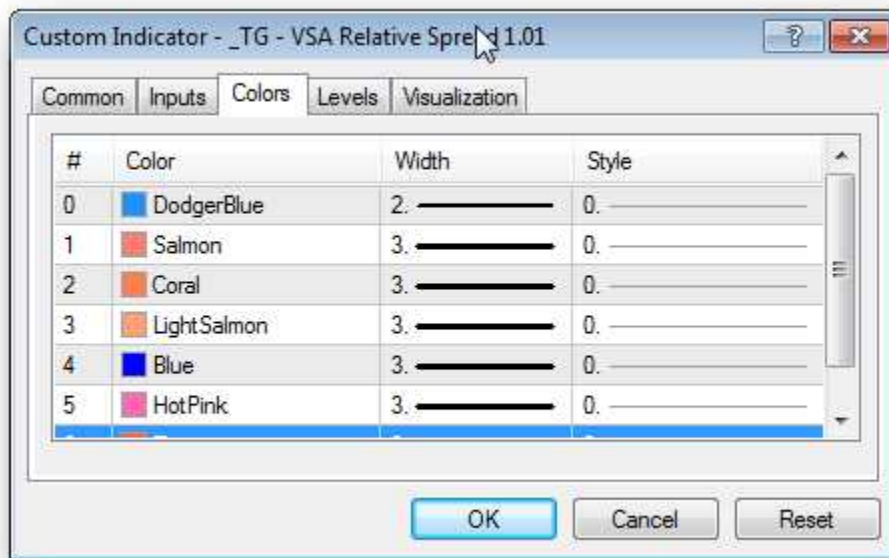 Custom Indicator - _TG - VSA Relative Spread 1.01
Common Inputs Colors Levels Visualization
# Color Width Style
0 DodgerBlue 2. 0.
1 Salmon 3. 0.
2 Coral 3. 0.
3 LightSalmon 3. 0.
4 Blue 3. 0.
5 HotPink 3. 0.
OK Cancel Reset